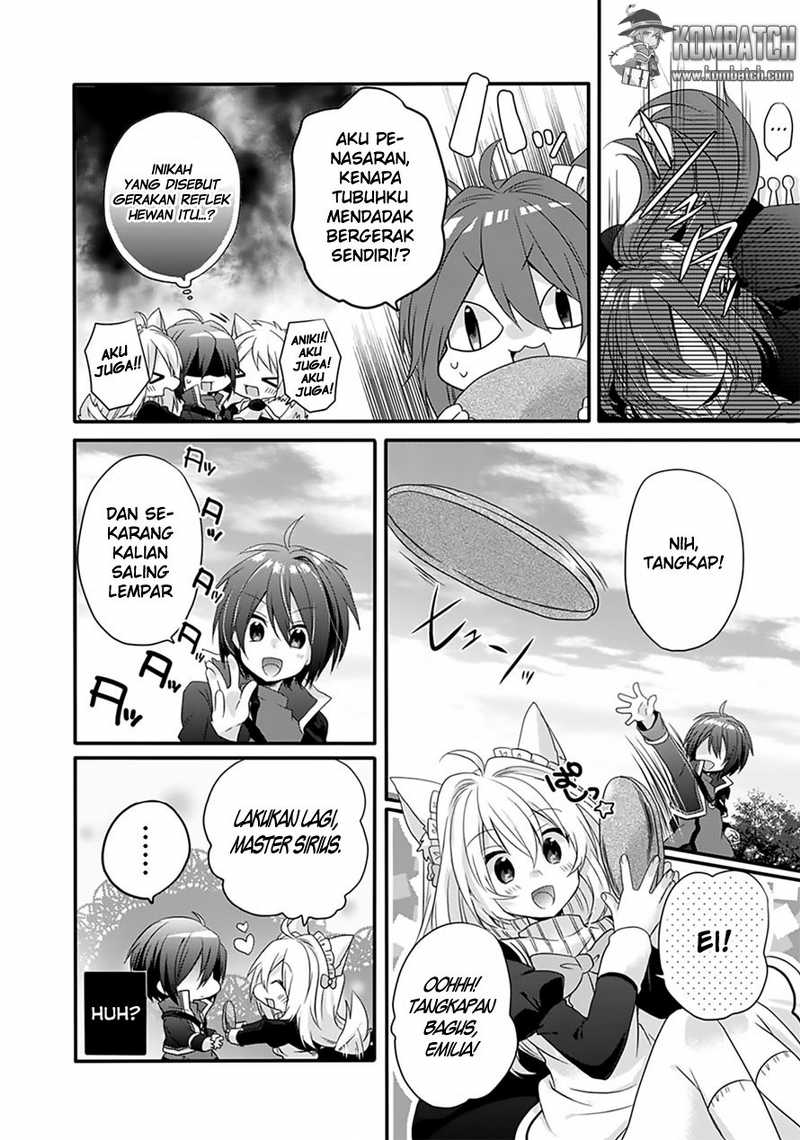 KOMBATCH
www.kombatch.com
...
AKU PE-
NASARAN,
KENAPA
TUBUHKU
MENDADAK
BERGERAK
SENDIRI!?
INIKAH
YANG DISEBUT
GERAKAN REFLEK
HEWAN ITU...?
ANIKI!!
AKU
JUGA!
AKU
JUGA!
AKU
JUGA!!
NIH,
TANGKAP!
DAN SE-
KARANG
KALIAN
SALING
LEMPAR
EI!
OOHHH!
TANGKAPAN
BAGUS,
EMILIA!
LAKUKAN LAGI,
MASTER SIRIUS.
......
HUH?